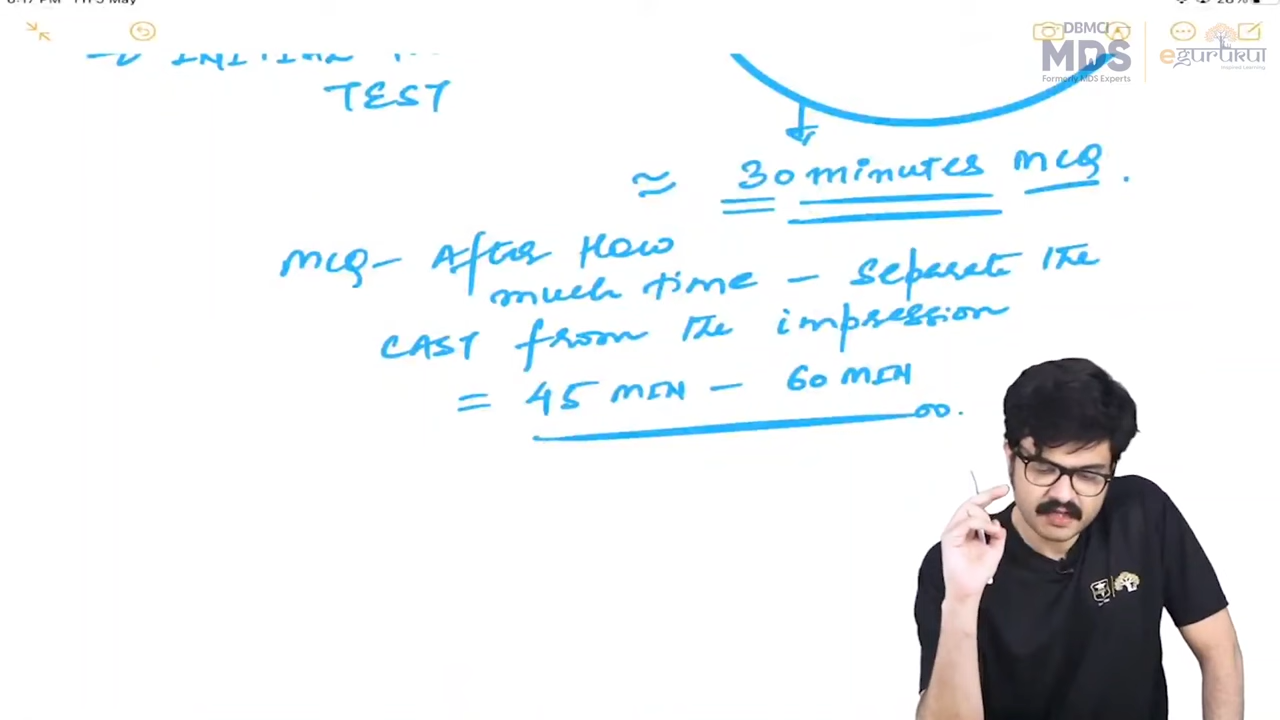 TEST
≈ 30 minutes MCQ.
MCQ- After How
much time - separate the
CAST from the impression
= 45 MIN - 60 MIN
DBMCI
MDS
Formerly MDS Experts
eGurukul